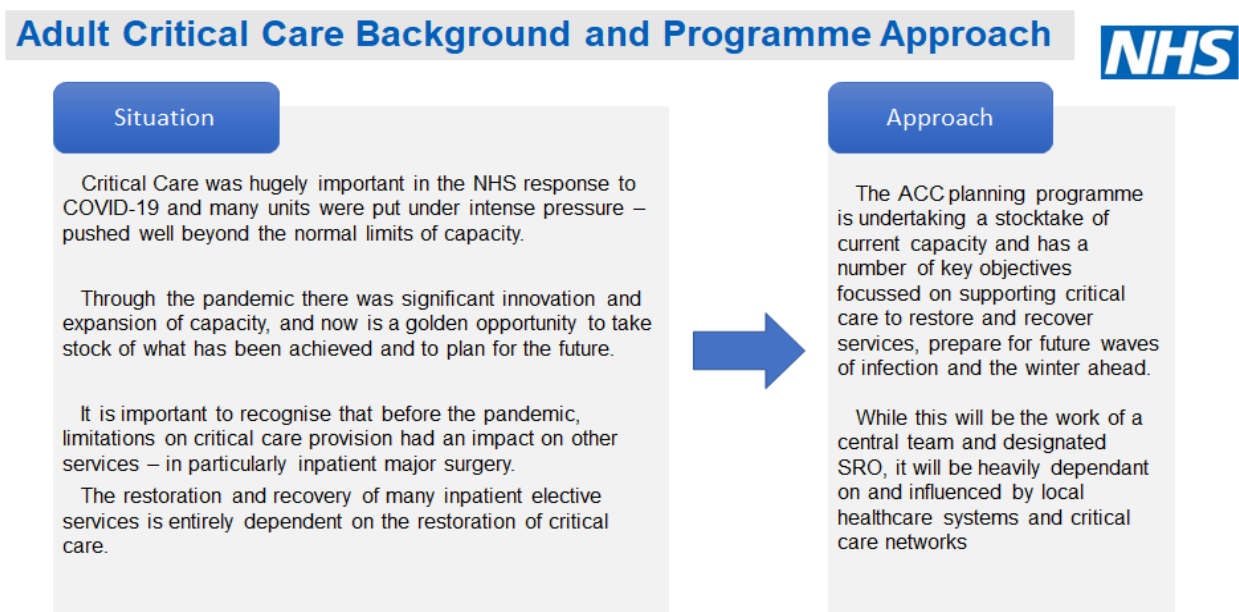 Adult Critical Care Background and Programme Approach
NHS
Situation
Critical Care was hugely important in the NHS response to
COVID-19 and many units were put under intense pressure –
pushed well beyond the normal limits of capacity.
Through the pandemic there was significant innovation and
expansion of capacity, and now is a golden opportunity to take
stock of what has been achieved and to plan for the future.
It is important to recognise that before the pandemic,
limitations on critical care provision had an impact on other
services – in particularly inpatient major surgery.
The restoration and recovery of many inpatient elective
services is entirely dependent on the restoration of critical
care.
Approach
The ACC planning programme
is undertaking a stocktake of
current capacity and has a
number of key objectives
focussed on supporting critical
care to restore and recover
services, prepare for future waves
of infection and the winter ahead.
While this will be the work of a
central team and designated
SRO, it will be heavily dependant
on and influenced by local
healthcare systems and critical
care networks